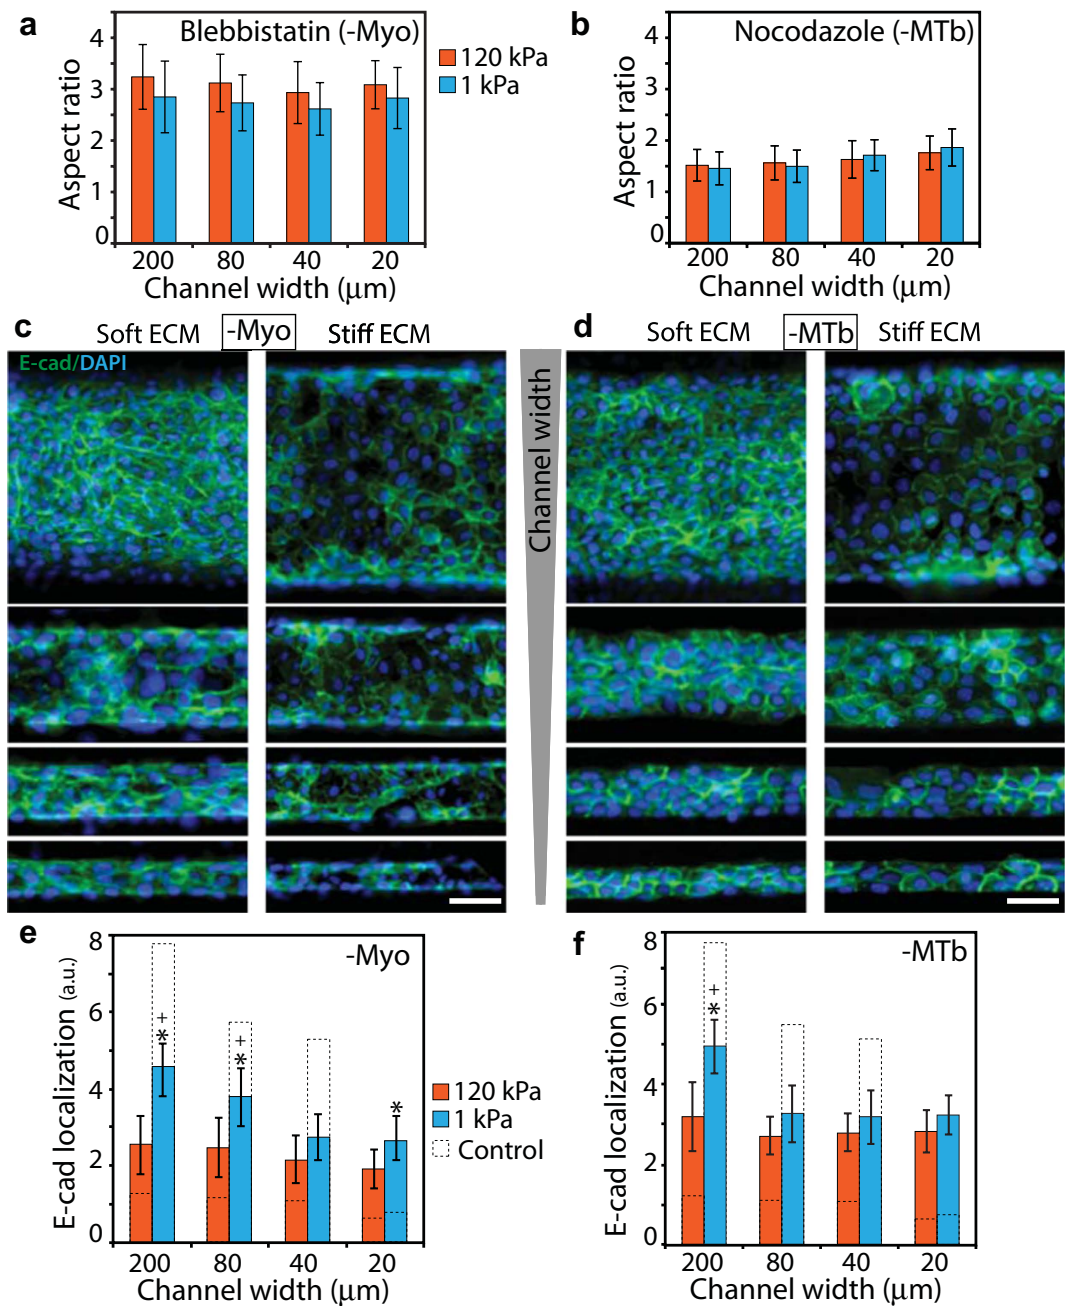 a
Blebbistatin (-Myo)
4
3
2
1
0
Aspect ratio
200 80 40 20
Channel width (μm)
120 kPa
1 kPa
b
Nocodazole (-MTb)
4
3
2
1
0
Aspect ratio
200 80 40 20
Channel width (μm)
c
Soft ECM -Myo Stiff ECM
E-cad/DAPI
Channel width
d
Soft ECM -MTb Stiff ECM
e
-Myo
8
6
4
2
0
E-cad localization (a.u.)
+
*
+
*
*
200 80 40 20
Channel width (μm)
120 kPa
1 kPa
Control
f
-MTb
8
6
4
2
0
E-cad localization (a.u.)
+
*
200 80 40 20
Channel width (μm)